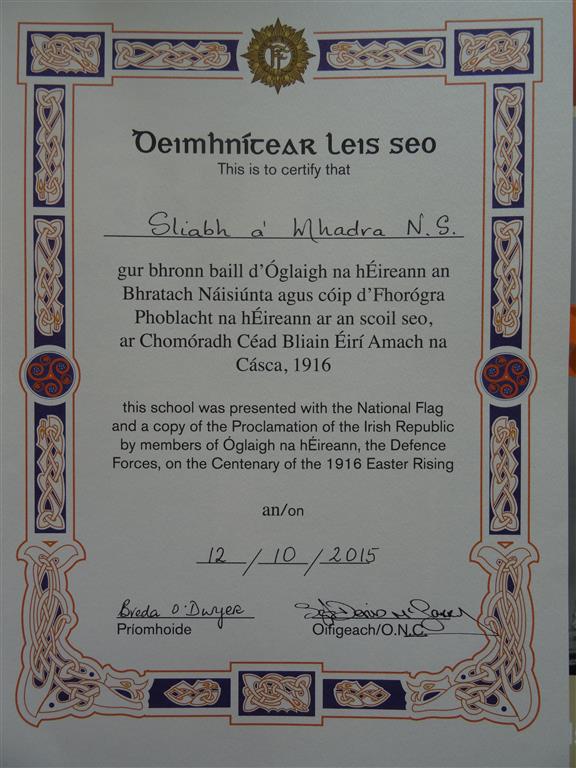 Deimhnítear leis seo
This is to certify that
Sliabh a' Mhadra N.S.
gur bhronn baill d'Óglaigh na hÉireann an
Bhratach Náisiúnta agus cóip d'Fhorógra
Phoblacht na hÉireann ar an scoil seo,
ar Chomóradh Céad Bliain Éirí Amach na
Cásca, 1916
this school was presented with the National Flag
and a copy of the Proclamation of the Irish Republic
by members of Óglaigh na hÉireann, the Defence
Forces, on the Centenary of the 1916 Easter Rising
an/on
12 / 10 / 2015
Breda O'Dwyer
Príomhoide Oifigeach/O.N.C.